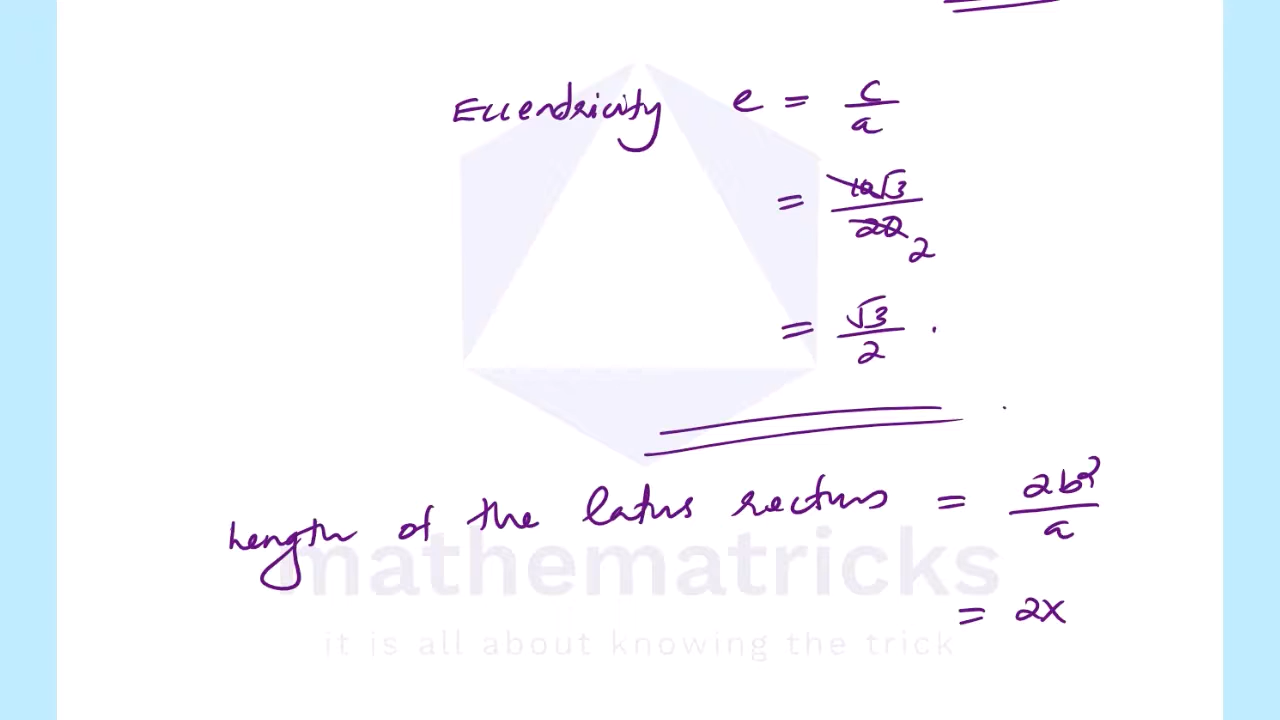 Eccentricity e = c/a
= 10√3/20 2
= √3/2 .
Length of the latus rectum = 2b²/a
mathematricks
= 2x
it is all about knowing the trick